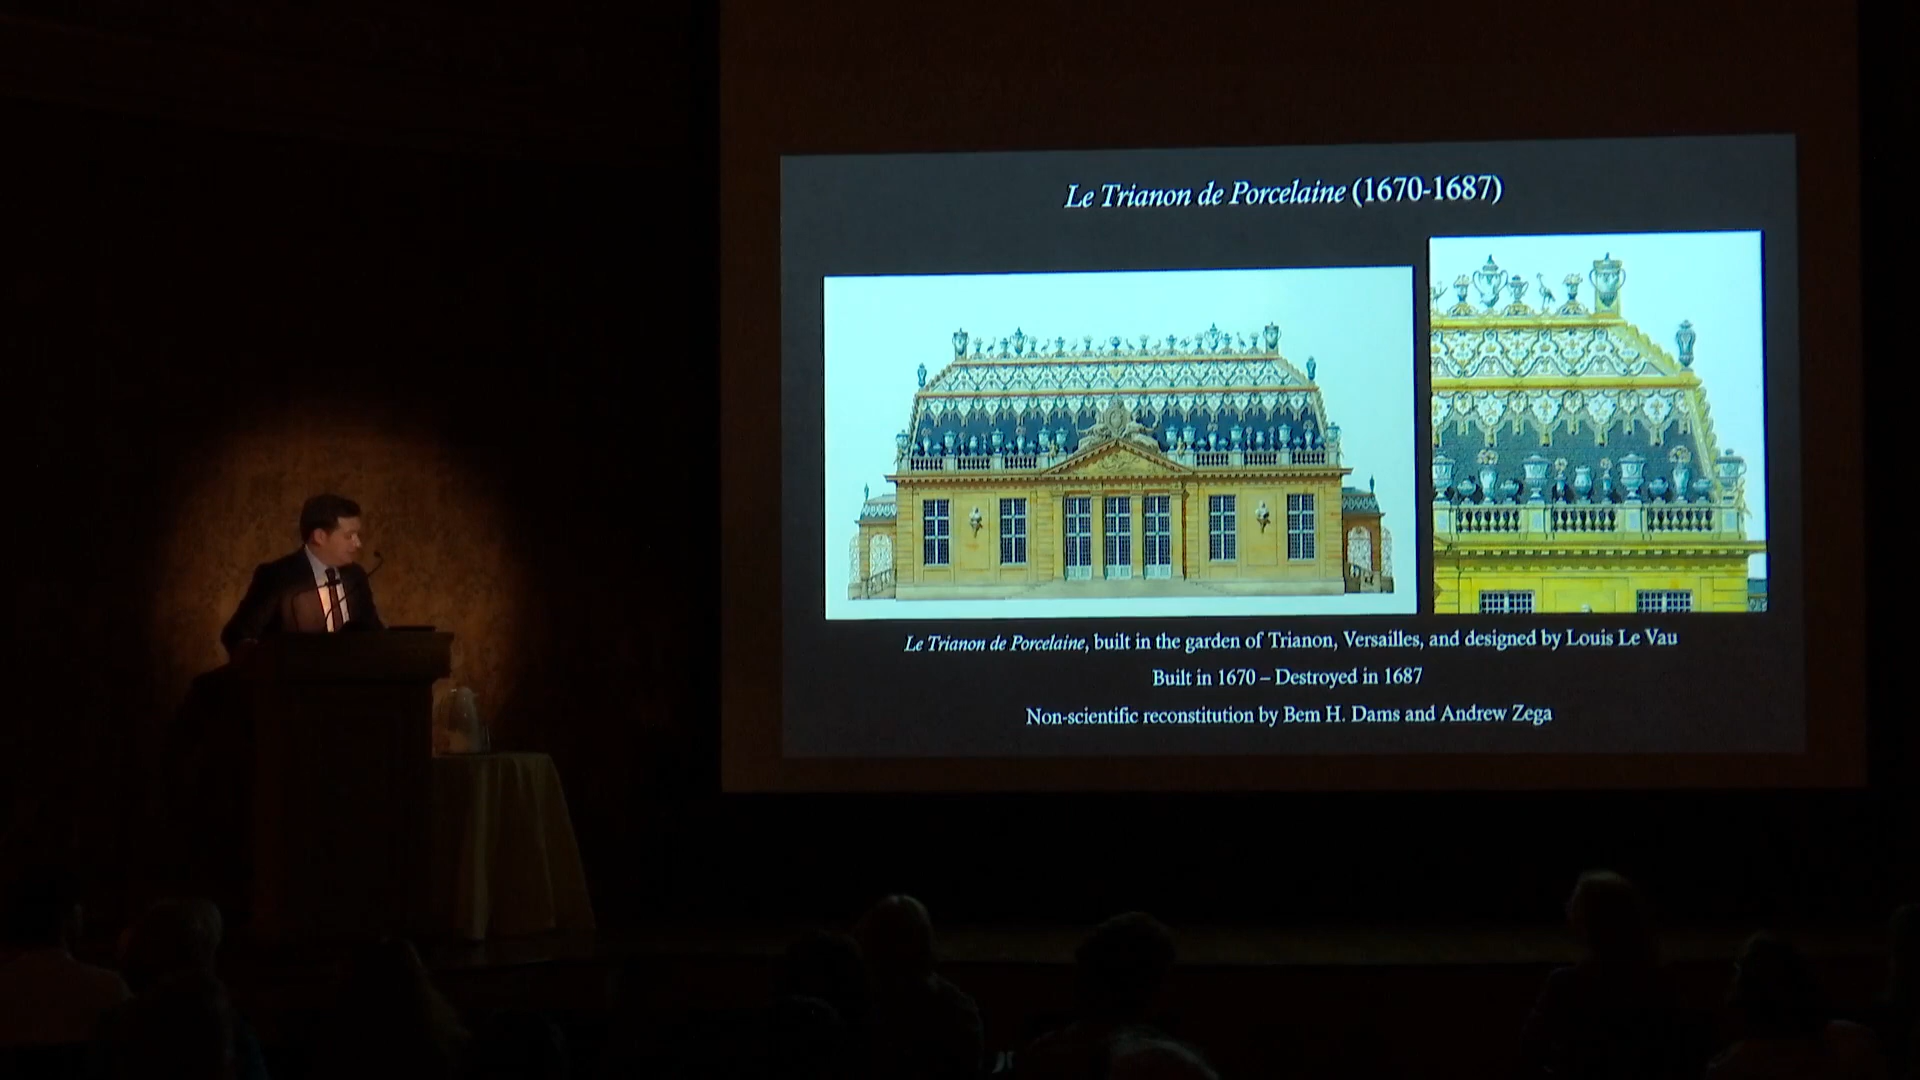 Le Trianon de Porcelaine (1670-1687)
Le Trianon de Porcelaine, built in the garden of Trianon, Versailles, and designed by Louis Le Vau
Built in 1670 – Destroyed in 1687
Non-scientific reconstitution by Bem H. Dams and Andrew Zega